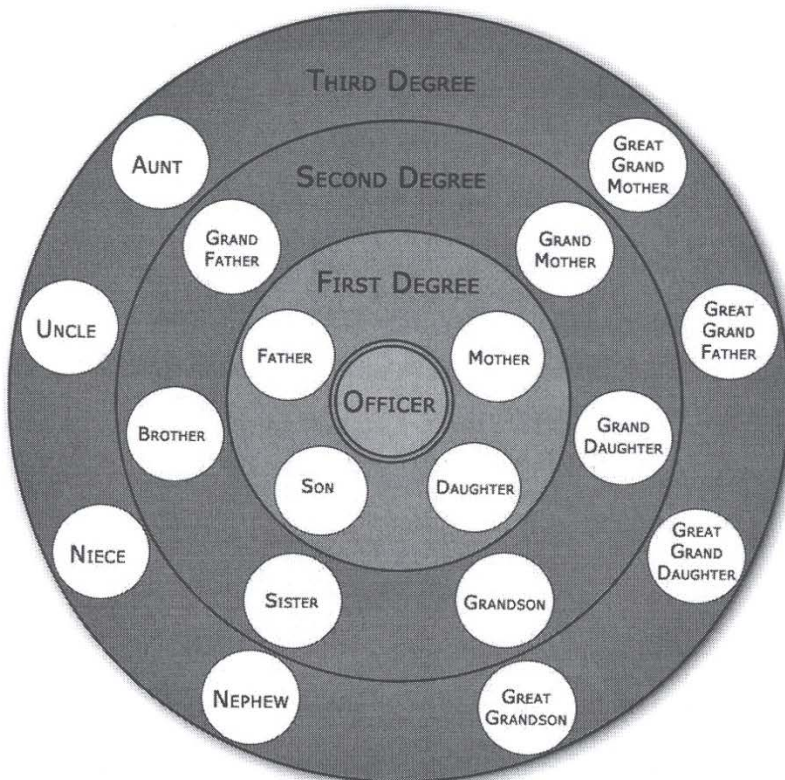 THIRD DEGREE
AUNT
GREAT
GRAND
MOTHER
SECOND DEGREE
GRAND
FATHER
GRAND
MOTHER
FIRST DEGREE
UNCLE
GREAT
GRAND
FATHER
FATHER
MOTHER
OFFICER
BROTHER
GRAND
DAUGHTER
SON
DAUGHTER
NIECE
GREAT
GRAND
DAUGHTER
SISTER
GRANDSON
NEPHEW
GREAT
GRANDSON